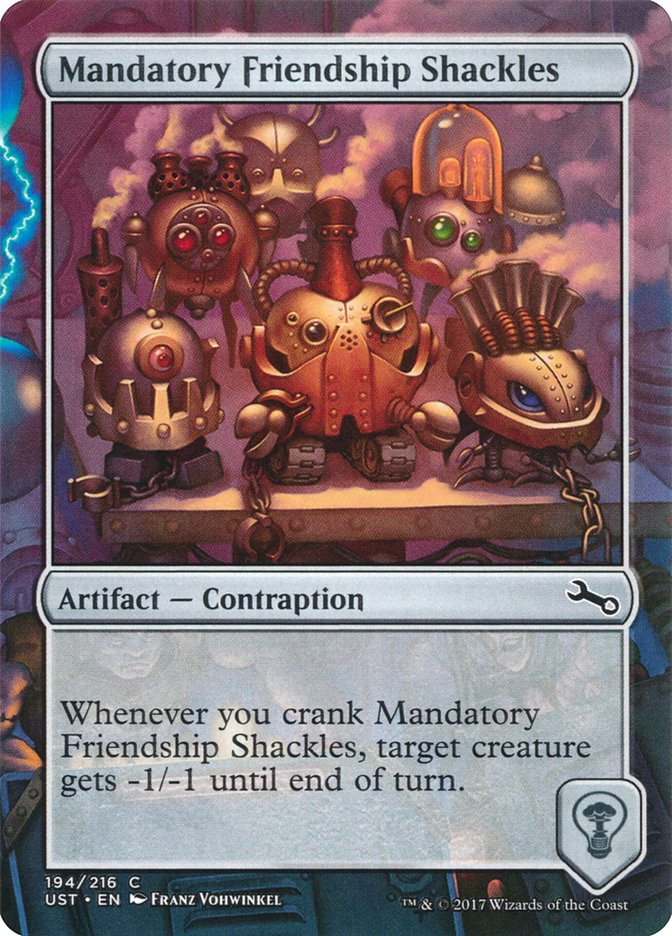 Mandatory Friendship Shackles
Artifact — Contraption
Whenever you crank Mandatory
Friendship Shackles, target creature
gets -1/-1 until end of turn.
194/216 C
UST • EN Franz Vohwinkel
™ & © 2017 Wizards of the Coast